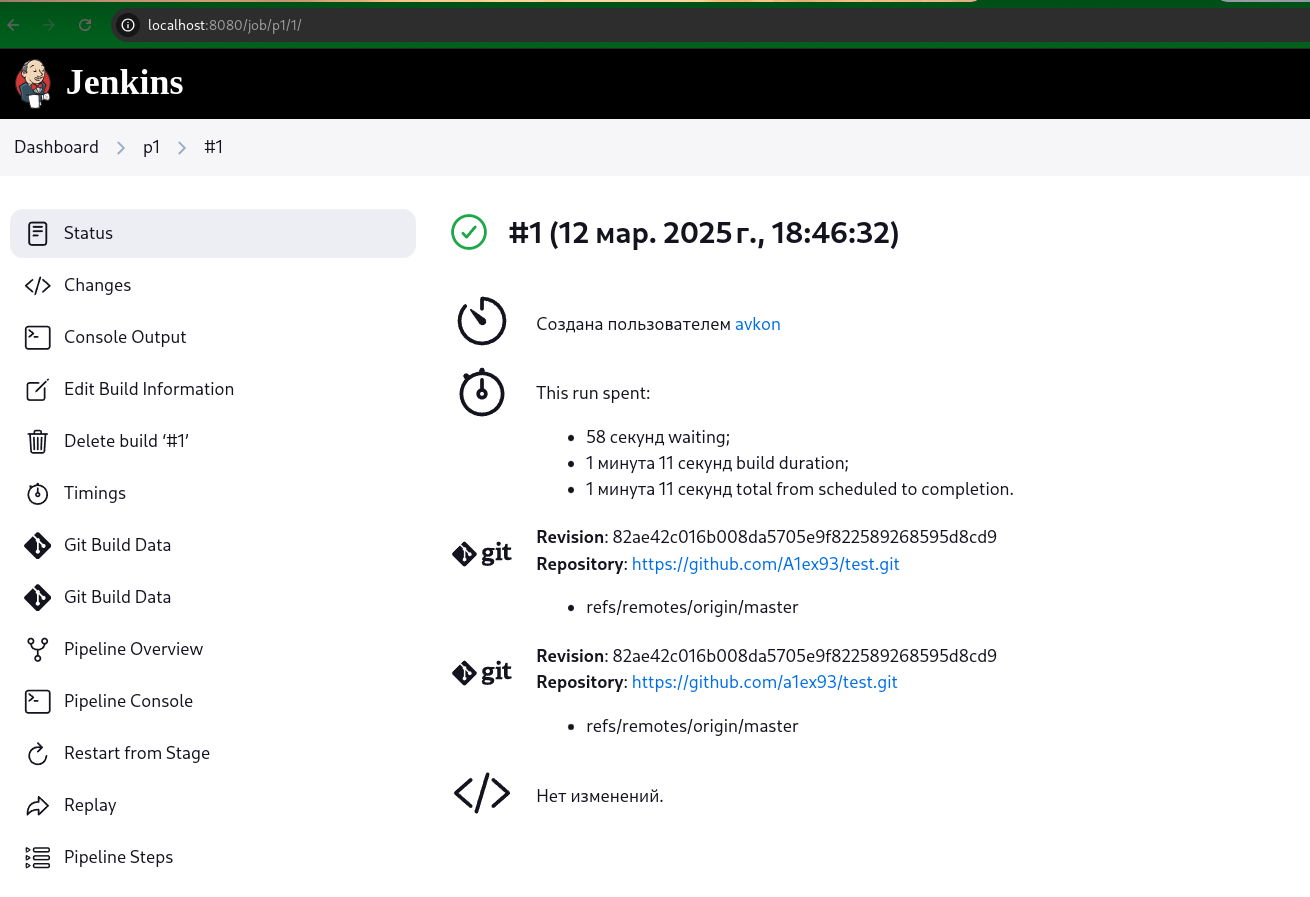 localhost:8080/job/p1/1/
Jenkins
Dashboard p1 #1
Status
Changes
Console Output
Edit Build Information
Delete build ‘#1’
Timings
Git Build Data
Git Build Data
Pipeline Overview
Pipeline Console
Restart from Stage
Replay
Pipeline Steps
#1 (12 мар. 2025 г., 18:46:32)
Создана пользователем avkon
This run spent:
58 секунд waiting;
1 минута 11 секунд build duration;
1 минута 11 секунд total from scheduled to completion.
git
Revision: 82ae42c016b008da5705e9f822589268595d8cd9
Repository: https://github.com/A1ex93/test.git
refs/remotes/origin/master
git
Revision: 82ae42c016b008da5705e9f822589268595d8cd9
Repository: https://github.com/a1ex93/test.git
refs/remotes/origin/master
Нет изменений.